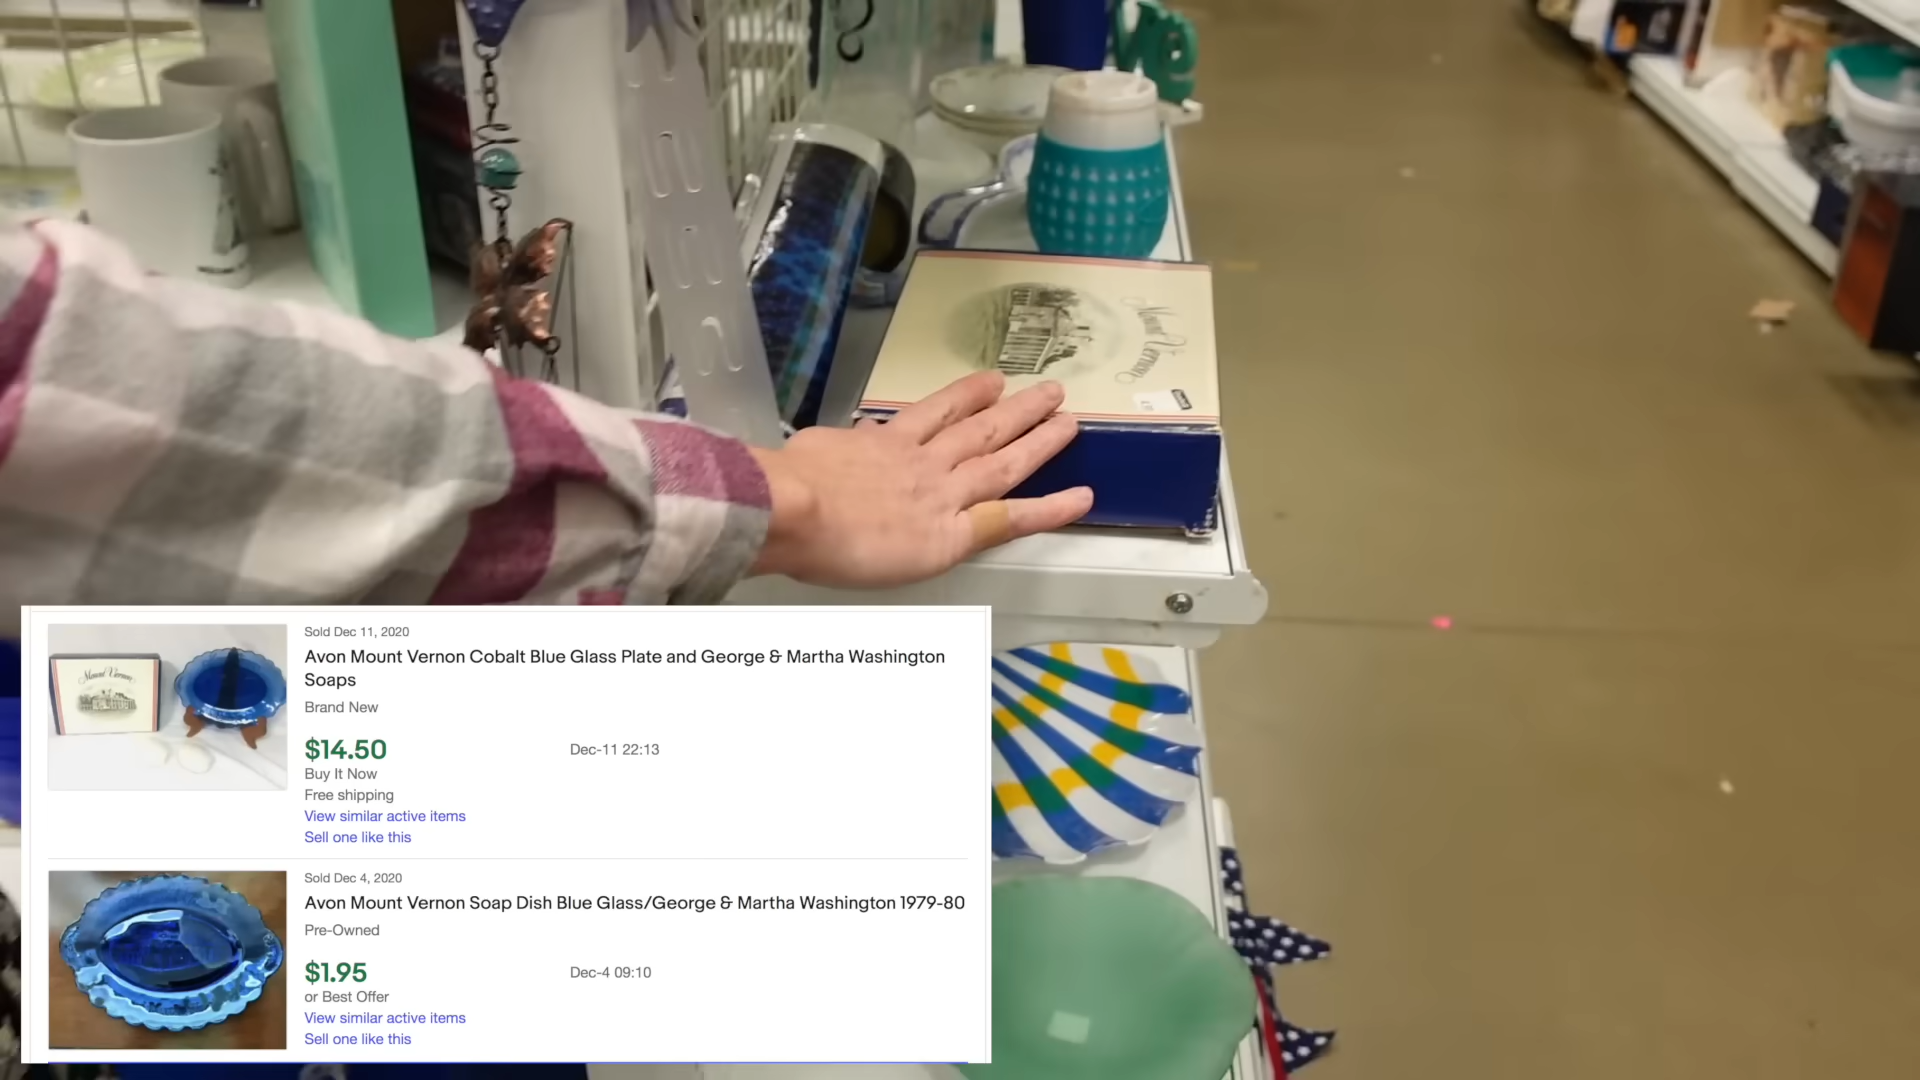 Mount Vernon
Sold Dec 11, 2020
Avon Mount Vernon Cobalt Blue Glass Plate and George & Martha Washington
Soaps
Brand New
$14.50
Dec-11 22:13
Buy It Now
Free shipping
View similar active items
Sell one like this
Mount Vernon
Sold Dec 4, 2020
Avon Mount Vernon Soap Dish Blue Glass/George & Martha Washington 1979-80
Pre-Owned
$1.95
Dec-4 09:10
or Best Offer
View similar active items
Sell one like this